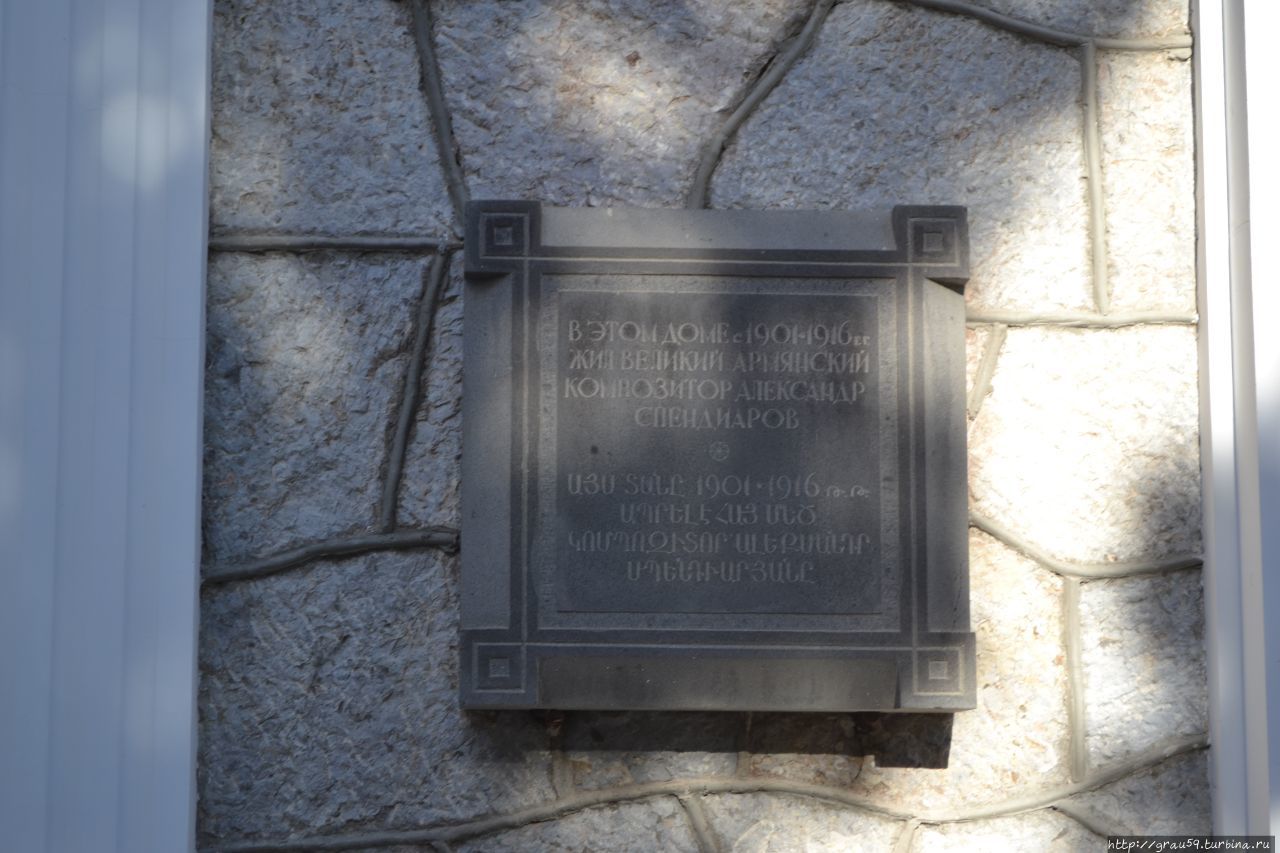 В ЭТОМ ДОМЕ с 1901-1916 г.г.
ЖИЛ ВЕЛИКИЙ АРМЯНСКИЙ
КОМПОЗИТОР АЛЕКСАНДР
СПЕНДИАРОВ
ԱՅՍ ՏԱՆԸ 1901-1916 թ.թ.
ԱՊՐԵԼ Է ՀԱՅ ՄԵԾ
ԿՈՄՊՈԶԻՏՈՐ ԱԼԵՔՍԱՆԴՐ
ՍՊԵՆԴԻԱՐՅԱՆԸ
http://grau59.turbina.ru